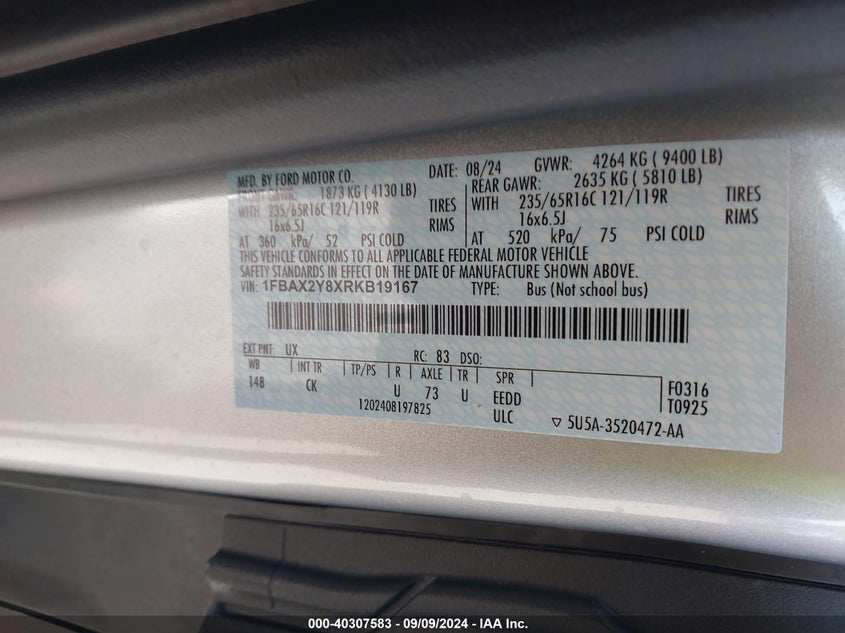 MFD. BY FORD MOTOR CO. DATE: 08/24 GVWR: 4264 KG ( 9400 LB)
FRONT GAWR: 1873 KG ( 4130 LB) REAR GAWR: 2635 KG ( 5810 LB)
WITH 235/65R16C 121/119R TIRES WITH 235/65R16C 121/119R TIRES
16x6.5J RIMS 16x6.5J RIMS
AT 360 kPa/ 52 PSI COLD AT 520 kPa/ 75 PSI COLD
THIS VEHICLE CONFORMS TO ALL APPLICABLE FEDERAL MOTOR VEHICLE
SAFETY STANDARDS IN EFFECT ON THE DATE OF MANUFACTURE SHOWN ABOVE.
VIN: 1FBAX2Y8XRKB19167 TYPE: Bus (Not school bus)
EXT PNT: UX RC: 83 DSO:
WB INT TR TP/PS R AXLE TR SPR
148 CK U 73 U EEDD F0316
1202408197825 ULC T0925
5U5A-3520472-AA
000-40307583 - 09/09/2024 - IAA Inc.